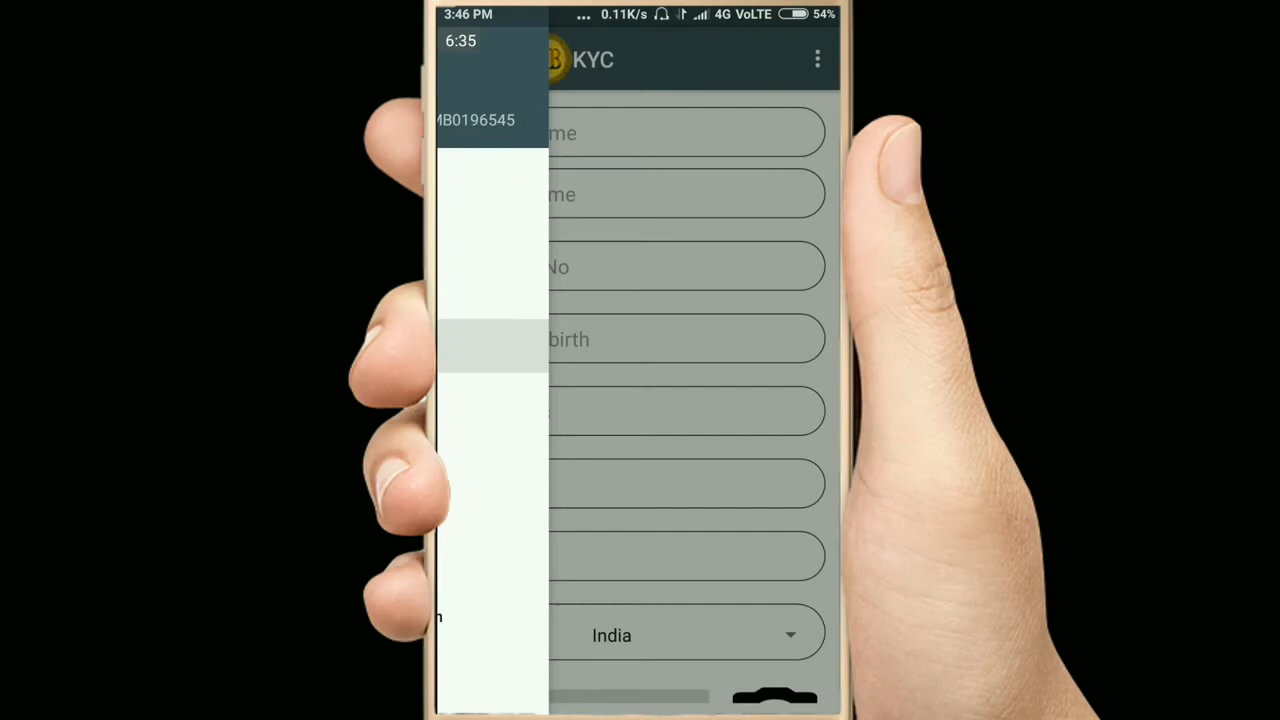 3:46 PM ... 0.11K/s 4G VoLTE 54%
6:35
KYC
MB0196545
me
me
No
birth
India